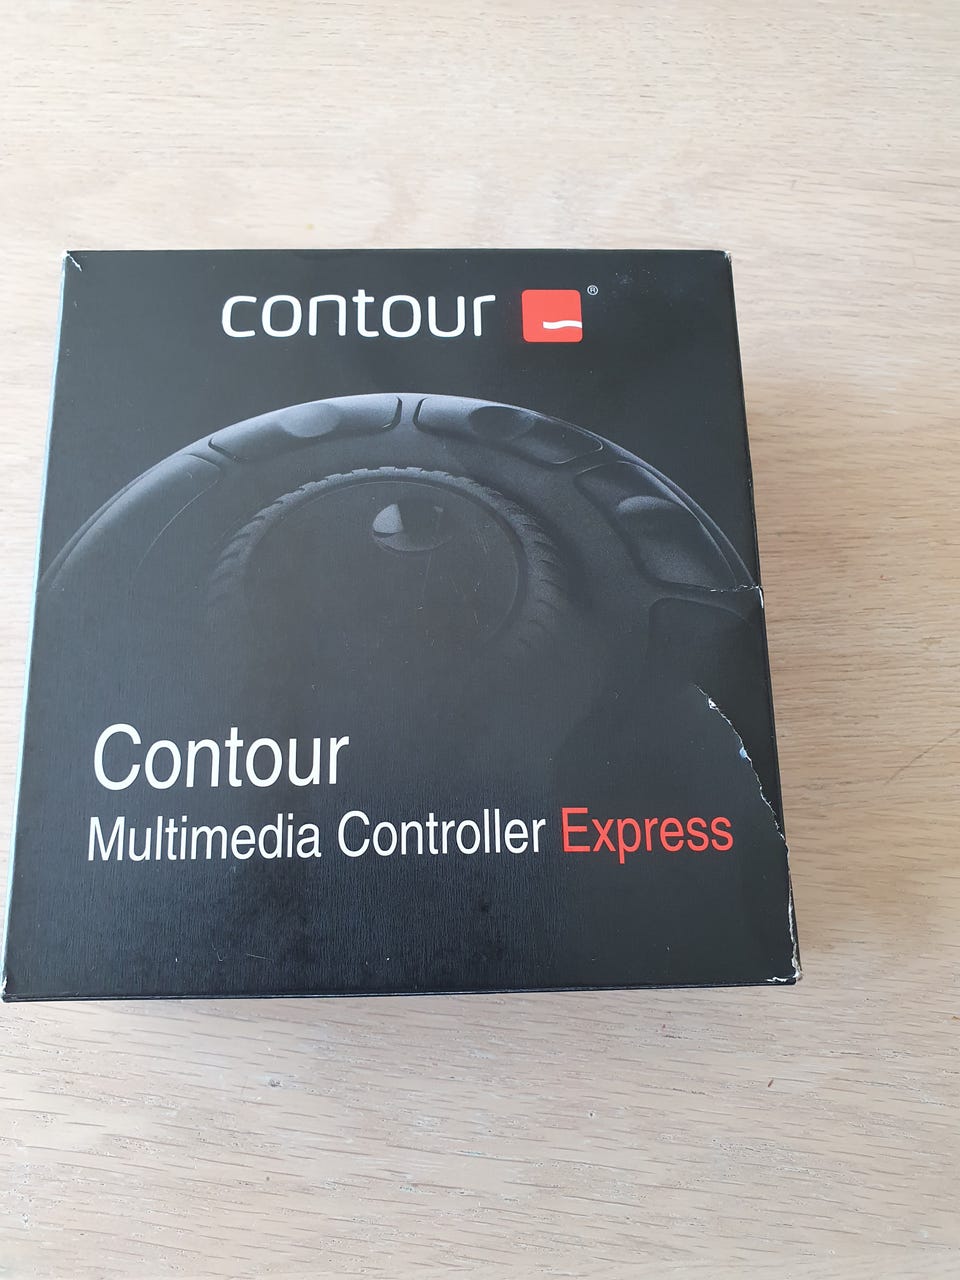 contour ®
Contour
Multimedia Controller Express